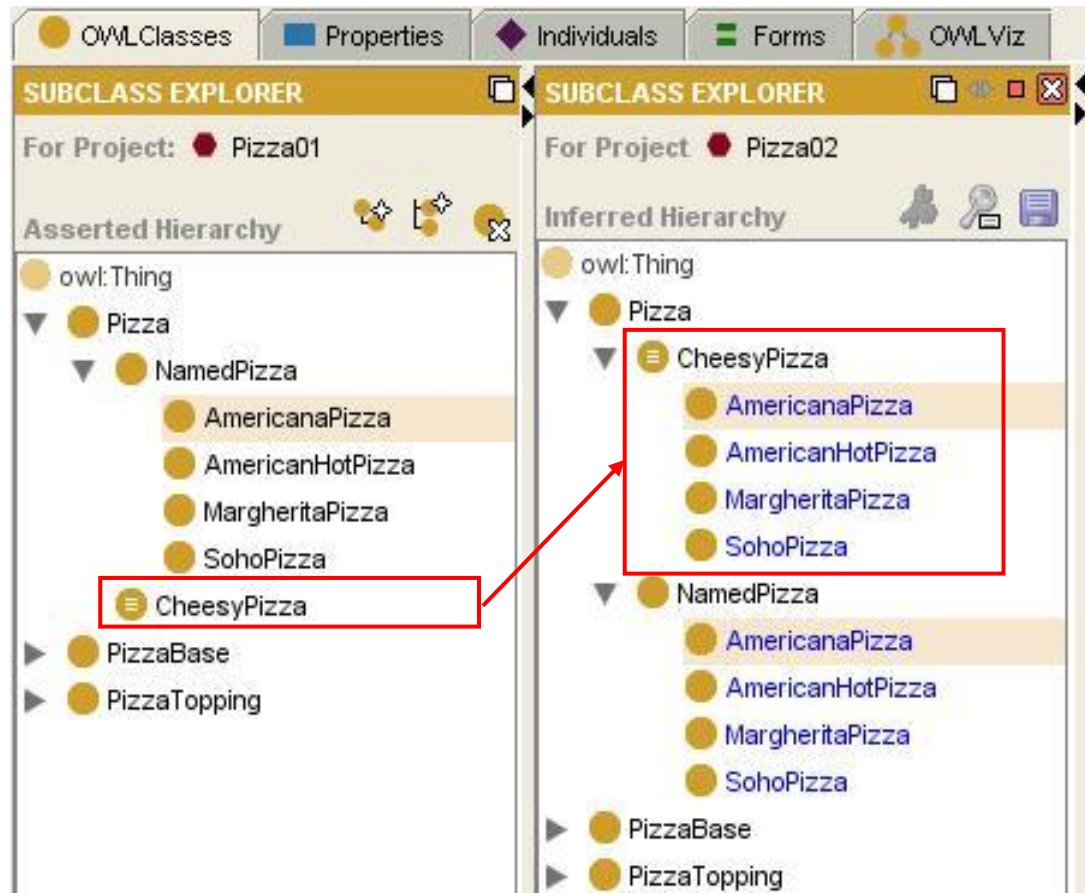 OWLClasses Properties Individuals Forms OWLViz
SUBCLASS EXPLORER
For Project: Pizza01
Asserted Hierarchy
owl:Thing
Pizza
NamedPizza
AmericanaPizza
AmericanHotPizza
MargheritaPizza
SohoPizza
CheesyPizza
PizzaBase
PizzaTopping
SUBCLASS EXPLORER
For Project Pizza02
Inferred Hierarchy
owl:Thing
Pizza
CheesyPizza
AmericanaPizza
AmericanHotPizza
MargheritaPizza
SohoPizza
NamedPizza
AmericanaPizza
AmericanHotPizza
MargheritaPizza
SohoPizza
PizzaBase
PizzaTopping